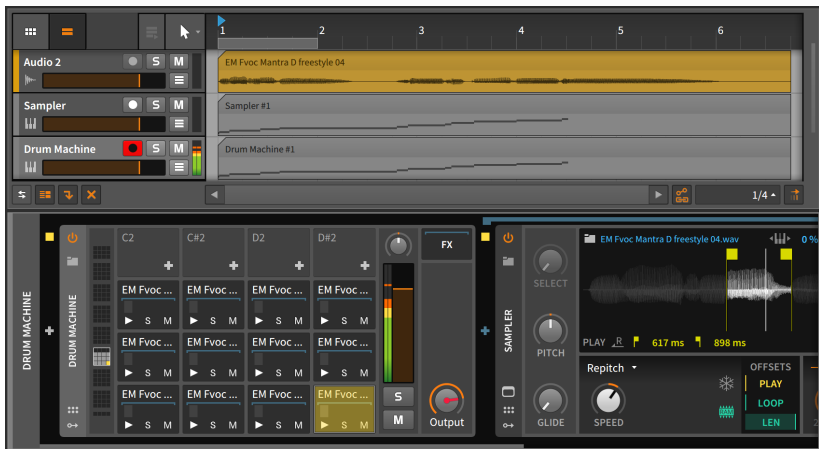 1 2 3 4 5 6
Audio 2 S M
EM Fvoc Mantra D freestyle 04
Sampler S M
Sampler #1
Drum Machine S M
Drum Machine #1
1/4
DRUM MACHINE
DRUM MACHINE
C2 C#2 D2 D#2
EM Fvoc ... EM Fvoc ... EM Fvoc ... EM Fvoc ...
S M S M S M S M
EM Fvoc ... EM Fvoc ... EM Fvoc ... EM Fvoc ...
S M S M S M S M
EM Fvoc ... EM Fvoc ... EM Fvoc ... EM Fvoc ...
S M S M S M S M
S
M
FX
Output
SAMPLER
SELECT
PITCH
GLIDE
EM Fvoc Mantra D freestyle 04.wav 0 %
PLAY R 617 ms 898 ms
Repitch
SPEED
OFFSETS
PLAY
LOOP
LEN